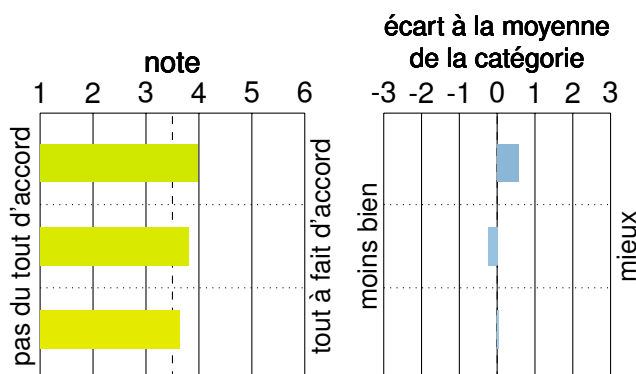 note
1 2 3 4 5 6
pas du tout d'accord
tout à fait d'accord
écart à la moyenne
de la catégorie
-3 -2 -1 0 1 2 3
moins bien
mieux